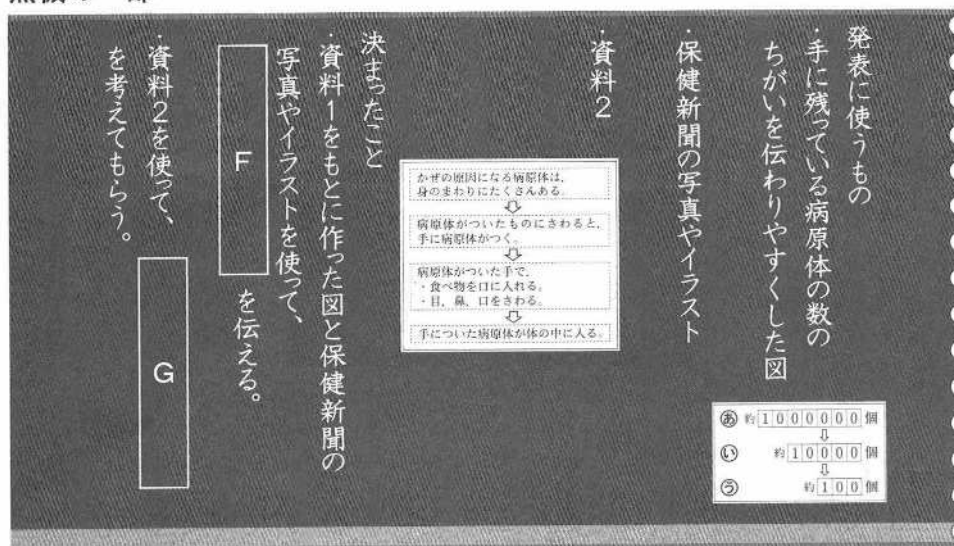 発表に使うもの
・手に残っている病原体の数の
ちがいを伝わりやすくした図
あ 約1000000個
⇩
い 約10000個
⇩
う 約100個
・保健新聞の写真やイラスト
・資料2
かぜの原因になる病原体は，
身のまわりにたくさんある。
⇩
病原体がついたものにさわると，
手に病原体がつく。
⇩
病原体がついた手で，
・食べ物を口に入れる。
・目，鼻，口をさわる。
⇩
手についた病原体が体の中に入る。
決まったこと
・資料1をもとに作った図と保健新聞の
写真やイラストを使って、
F を伝える。
・資料2を使って、 G
を考えてもらう。